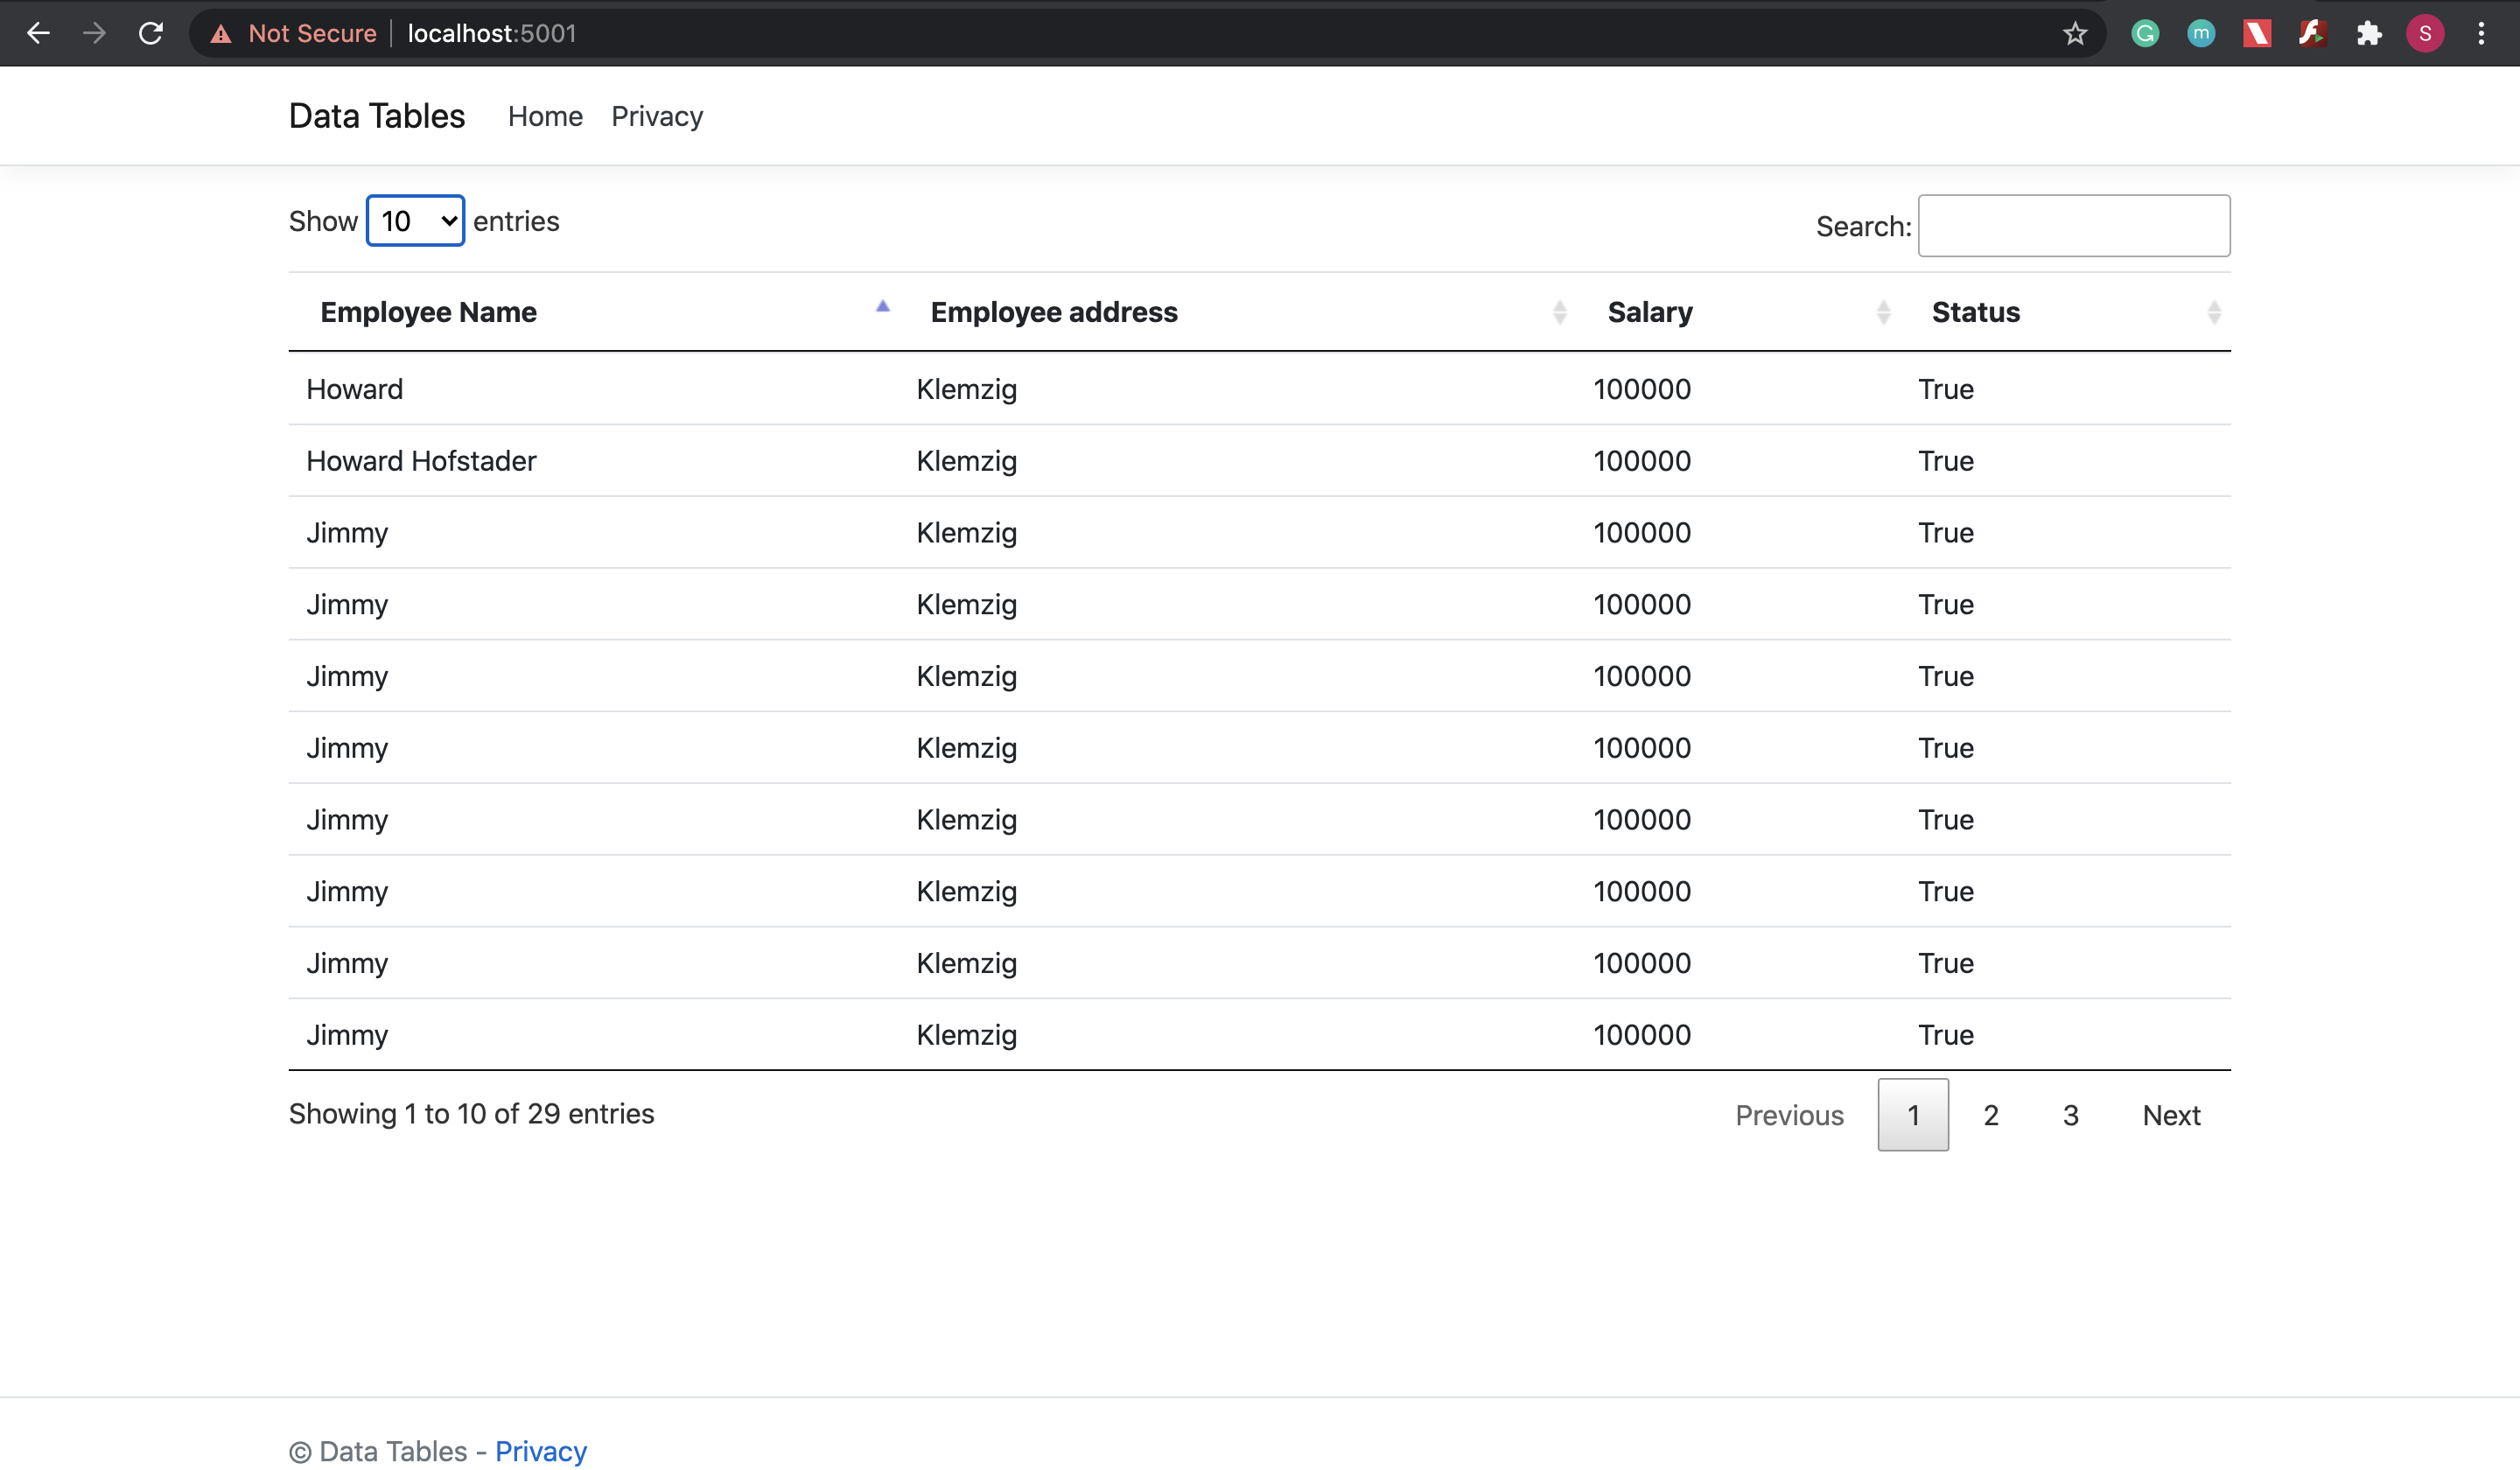 Not Secure localhost:5001
G m S
Data Tables Home Privacy
Show 10 entries Search:
Employee Name Employee address Salary Status
Howard Klemzig 100000 True
Howard Hofstader Klemzig 100000 True
Jimmy Klemzig 100000 True
Jimmy Klemzig 100000 True
Jimmy Klemzig 100000 True
Jimmy Klemzig 100000 True
Jimmy Klemzig 100000 True
Jimmy Klemzig 100000 True
Jimmy Klemzig 100000 True
Jimmy Klemzig 100000 True
Showing 1 to 10 of 29 entries Previous 1 2 3 Next
© Data Tables - Privacy